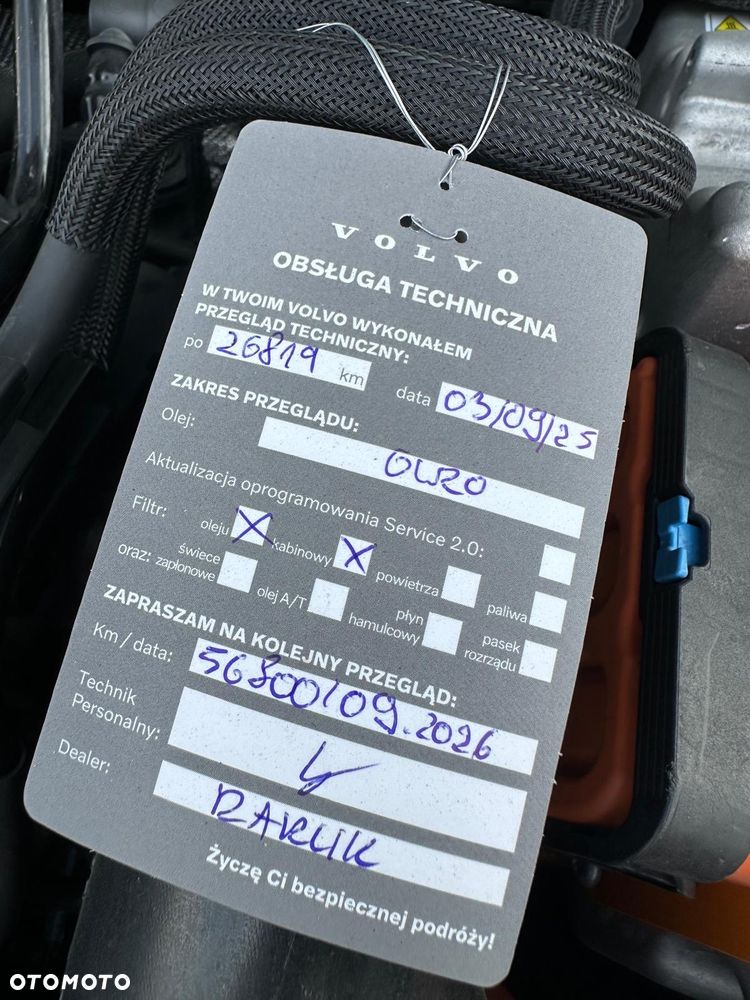 VOLVO
OBSŁUGA TECHNICZNA
W TWOIM VOLVO WYKONAŁEM
PRZEGLĄD TECHNICZNY:
po 26819 km data 03/09/25
ZAKRES PRZEGLĄDU:
Olej: 0W20
Aktualizacja oprogramowania Service 2.0:
Filtr: oleju X kabinowy X powietrza paliwa
oraz: świece zapłonowe olej A/T płyn hamulcowy pasek rozrządu
ZAPRASZAM NA KOLEJNY PRZEGLĄD:
Km / data: 56800/09.2026
Technik
Personalny:
Dealer:
Życzę Ci bezpiecznej podróży!
OTOMOTO